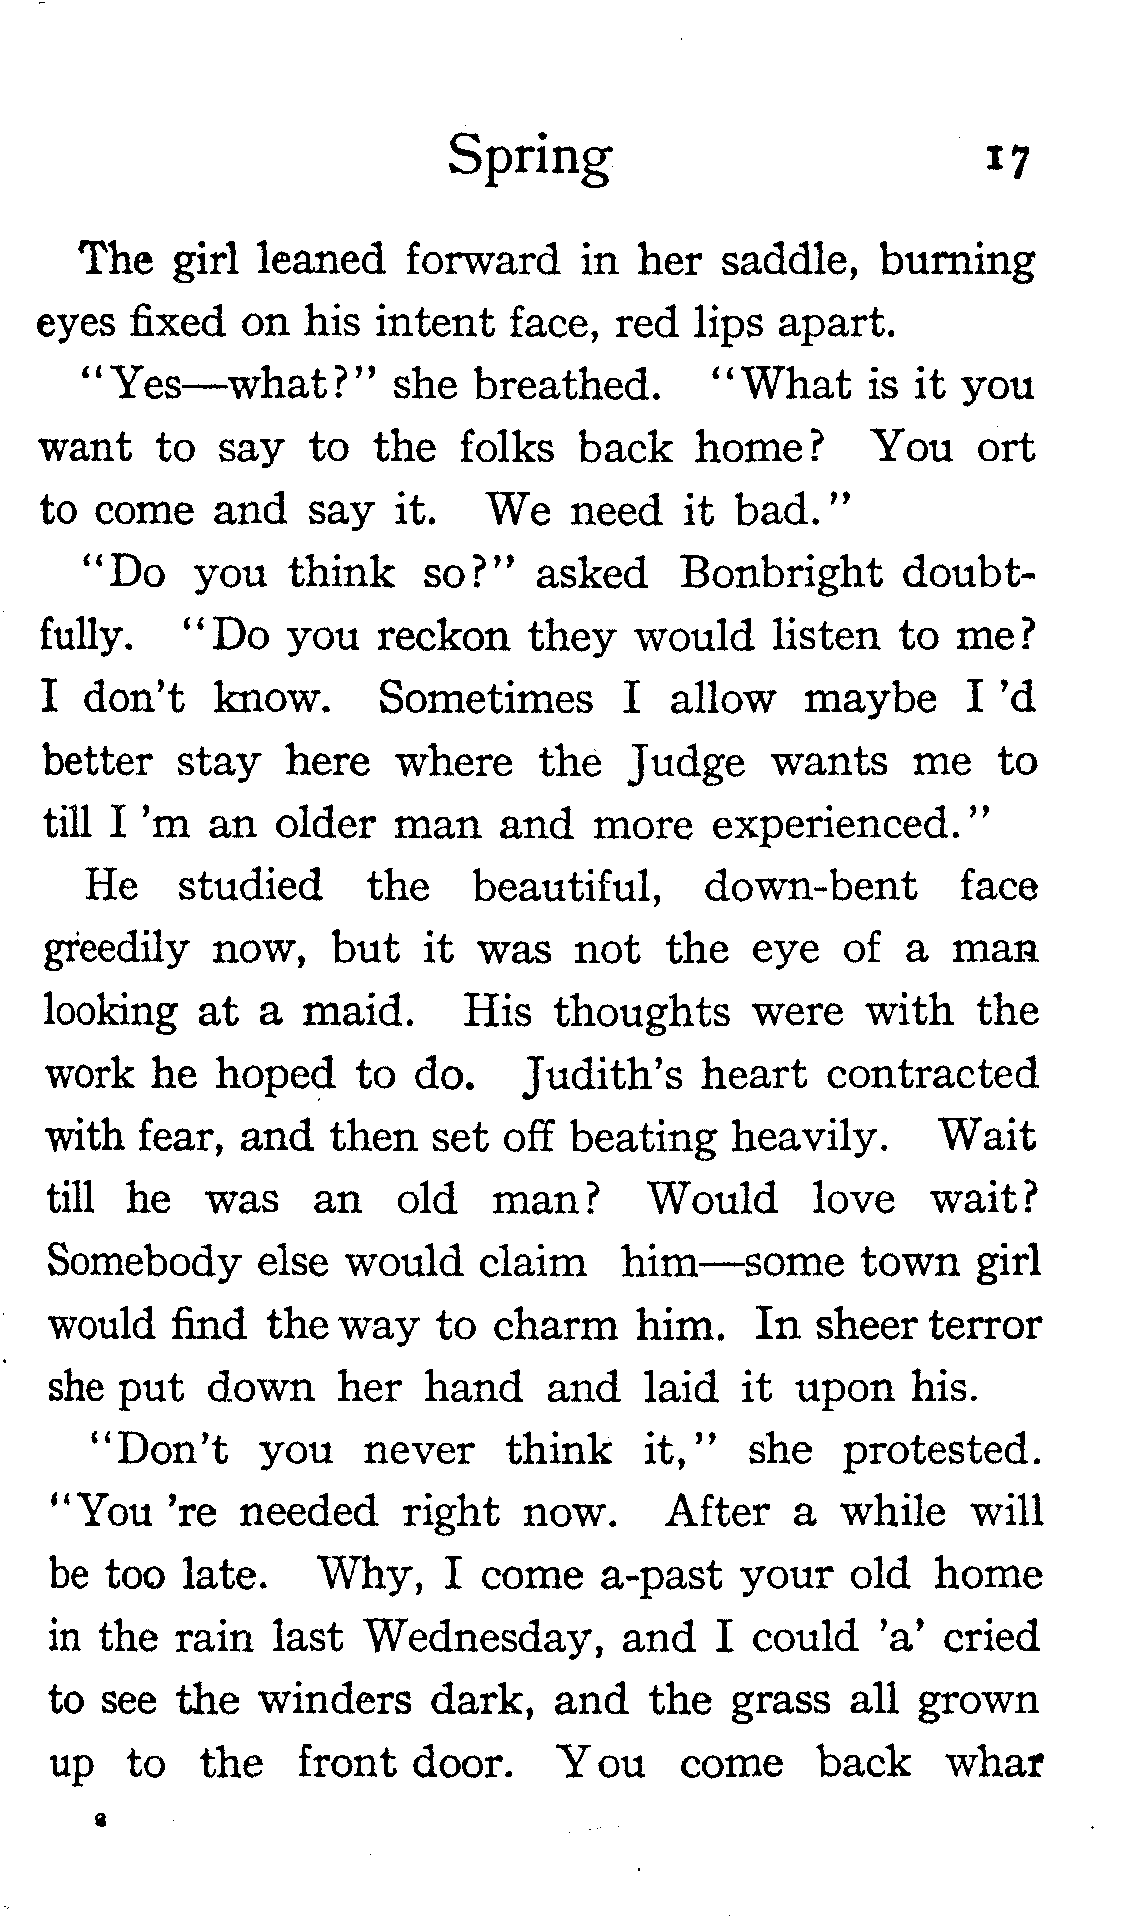 Spring 17
The girl leaned forward in her saddle, burning
eyes fixed on his intent face, red lips apart.
"Yes—what?" she breathed. "What is it you
want to say to the folks back home? You ort
to come and say it. We need it bad."
"Do you think so?" asked Bonbright doubt-
fully. "Do you reckon they would listen to me?
I don't know. Sometimes I allow maybe I 'd
better stay here where the Judge wants me to
till I 'm an older man and more experienced."
He studied the beautiful, down-bent face
greedily now, but it was not the eye of a man
looking at a maid. His thoughts were with the
work he hoped to do. Judith's heart contracted
with fear, and then set off beating heavily. Wait
till he was an old man? Would love wait?
Somebody else would claim him—some town girl
would find the way to charm him. In sheer terror
she put down her hand and laid it upon his.
"Don't you never think it," she protested.
"You 're needed right now. After a while will
be too late. Why, I come a-past your old home
in the rain last Wednesday, and I could 'a' cried
to see the winders dark, and the grass all grown
up to the front door. You come back whar